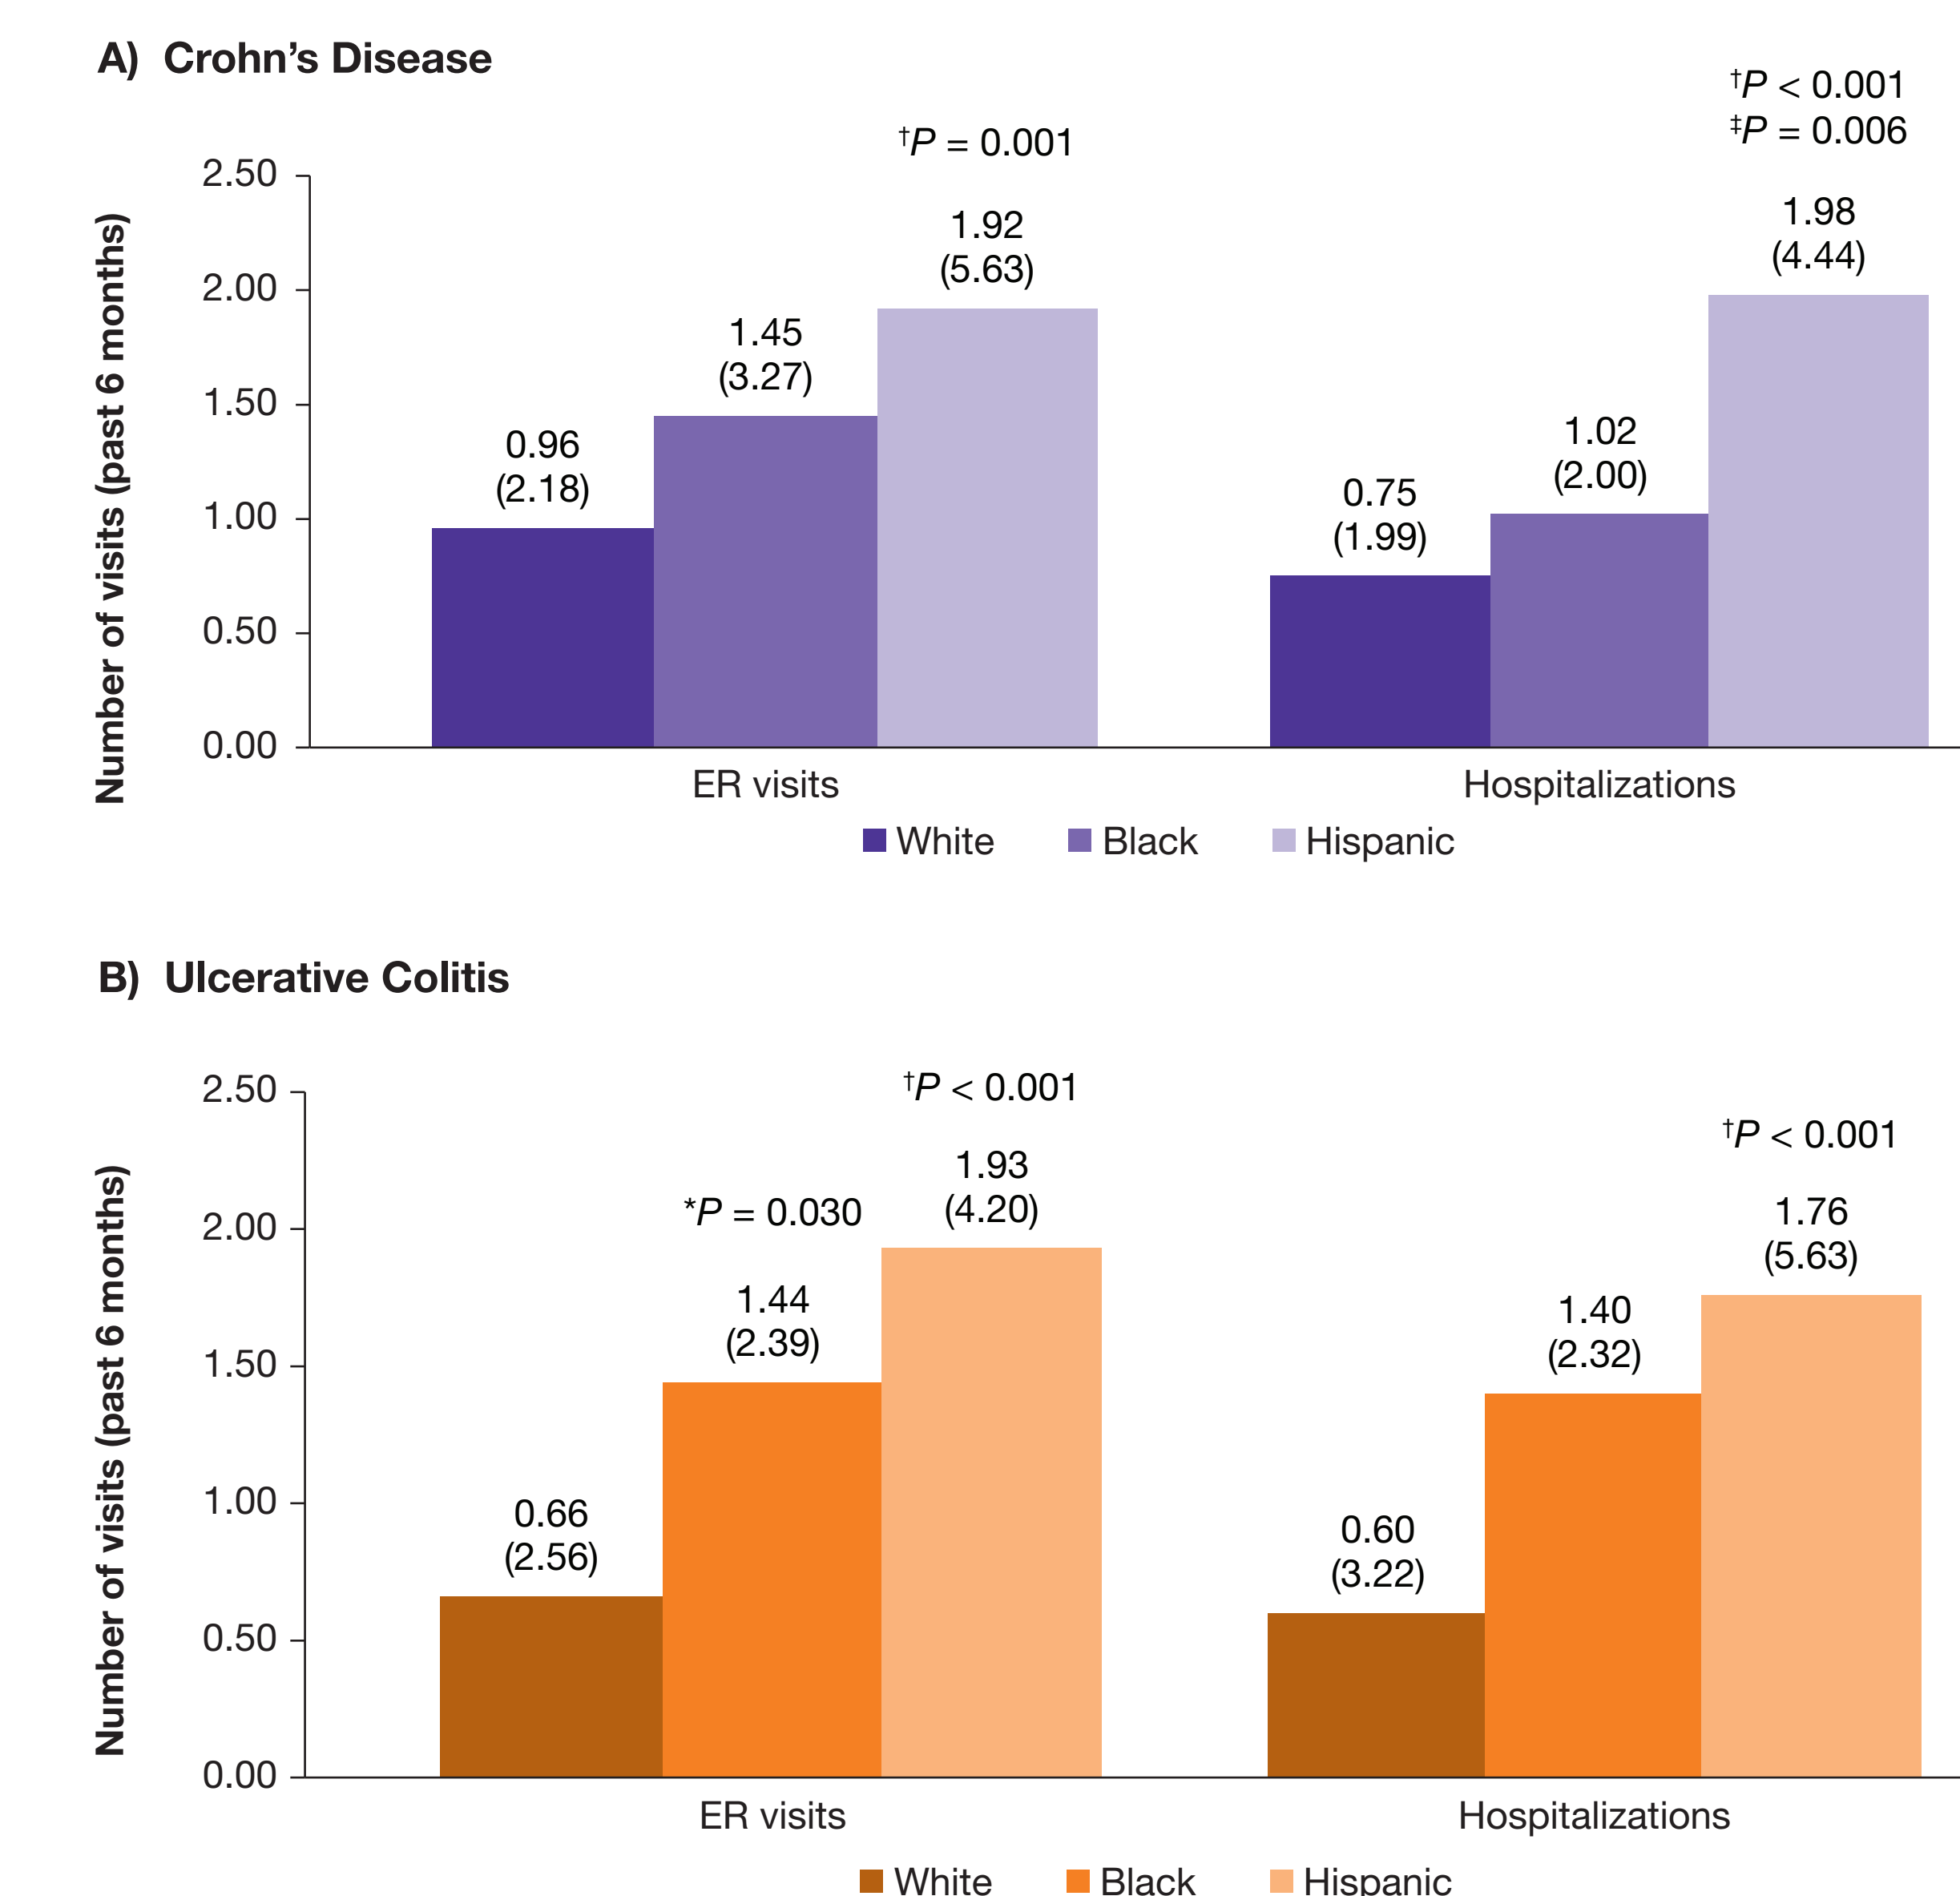 A) Crohn’s Disease
†P < 0.001
‡P = 0.006
†P = 0.001
Number of visits (past 6 months)
2.50
2.00
1.50
1.00
0.50
0.00
0.96
(2.18)
1.45
(3.27)
1.92
(5.63)
0.75
(1.99)
1.02
(2.00)
1.98
(4.44)
ER visits
Hospitalizations
White
Black
Hispanic
B) Ulcerative Colitis
†P < 0.001
*P = 0.030
†P < 0.001
Number of visits (past 6 months)
2.50
2.00
1.50
1.00
0.50
0.00
0.66
(2.56)
1.44
(2.39)
1.93
(4.20)
0.60
(3.22)
1.40
(2.32)
1.76
(5.63)
ER visits
Hospitalizations
White
Black
Hispanic